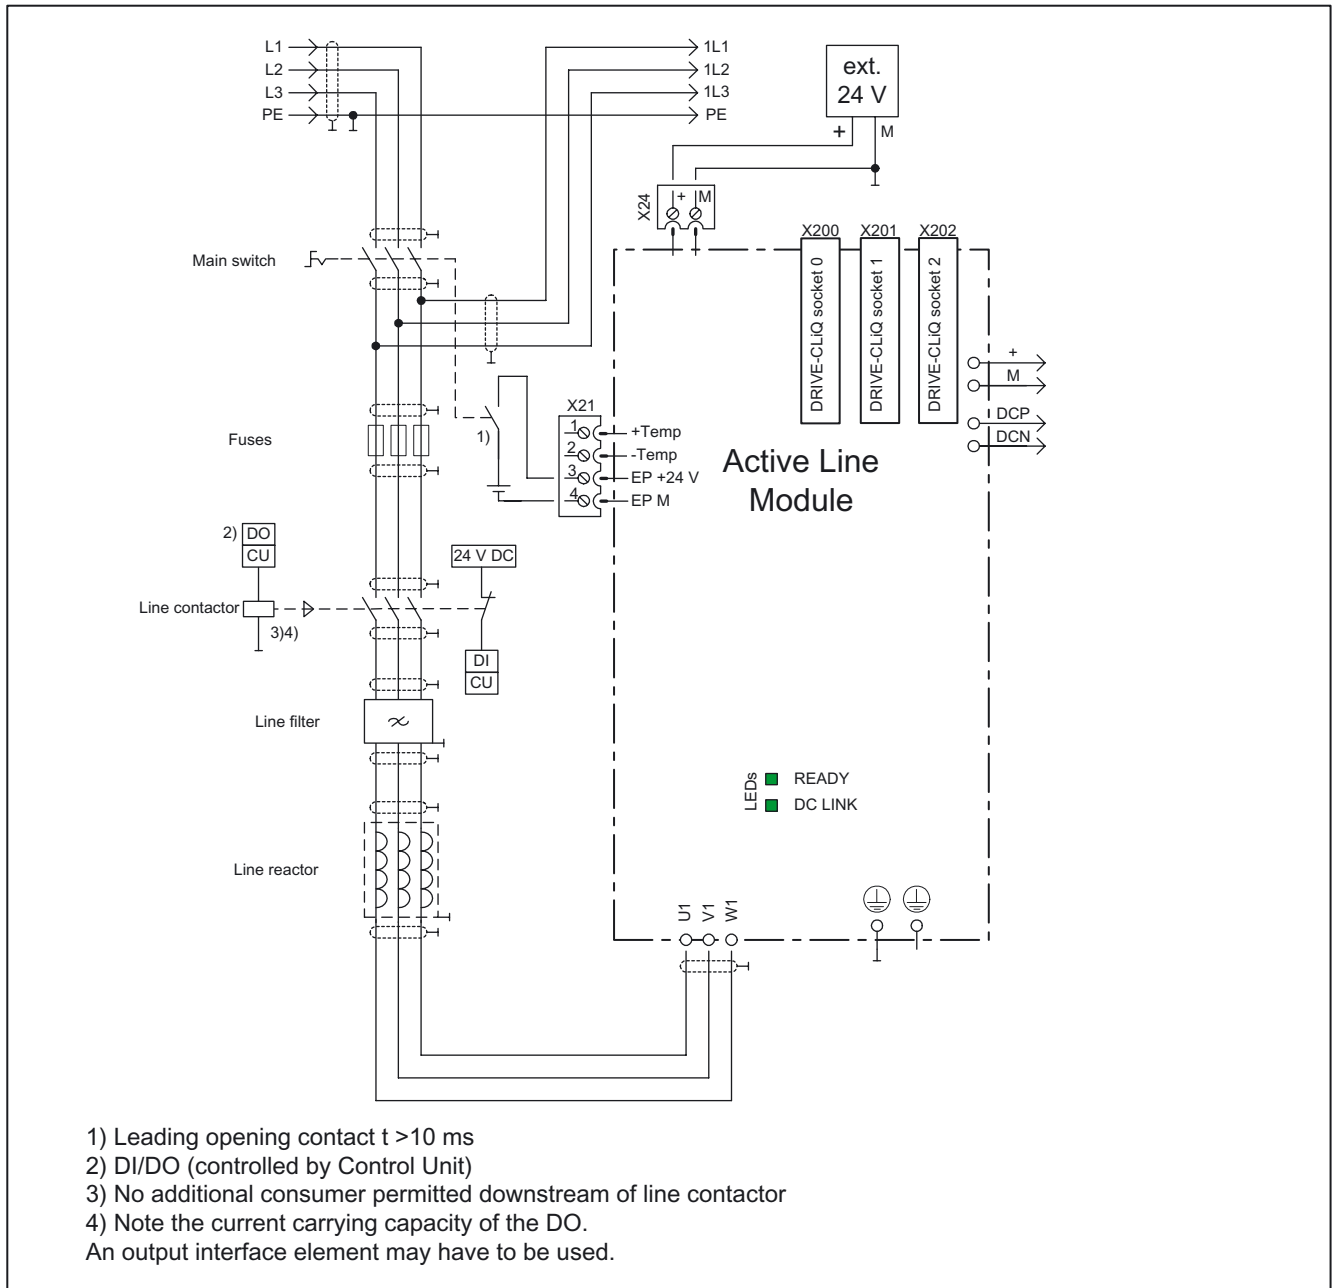 L1
L2
L3
PE
1L1
1L2
1L3
PE
ext.
24 V
+
M
X24
+
M
X200
X201
X202
DRIVE-CLiQ socket 0
DRIVE-CLiQ socket 1
DRIVE-CLiQ socket 2
Main switch
+
M
DCP
DCN
1)
X21
1
2
3
4
+Temp
-Temp
EP +24 V
EP M
Active Line
Module
Fuses
2)
DO
CU
24 V DC
Line contactor
3)4)
DI
CU
Line filter
LEDs
READY
DC LINK
Line reactor
U1
V1
W1
1) Leading opening contact t >10 ms
2) DI/DO (controlled by Control Unit)
3) No additional consumer permitted downstream of line contactor
4) Note the current carrying capacity of the DO.
An output interface element may have to be used.